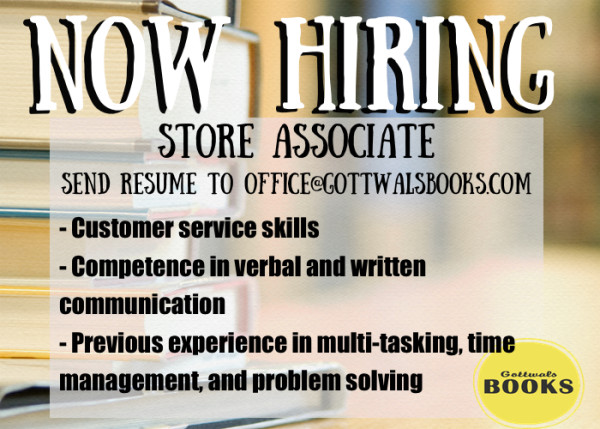 NOW HIRING
STORE ASSOCIATE
SEND RESUME TO OFFICE@GOTTWALSBOOKS.COM
- Customer service skills
- Competence in verbal and written
communication
- Previous experience in multi-tasking, time
management, and problem solving
Gottwals
BOOKS